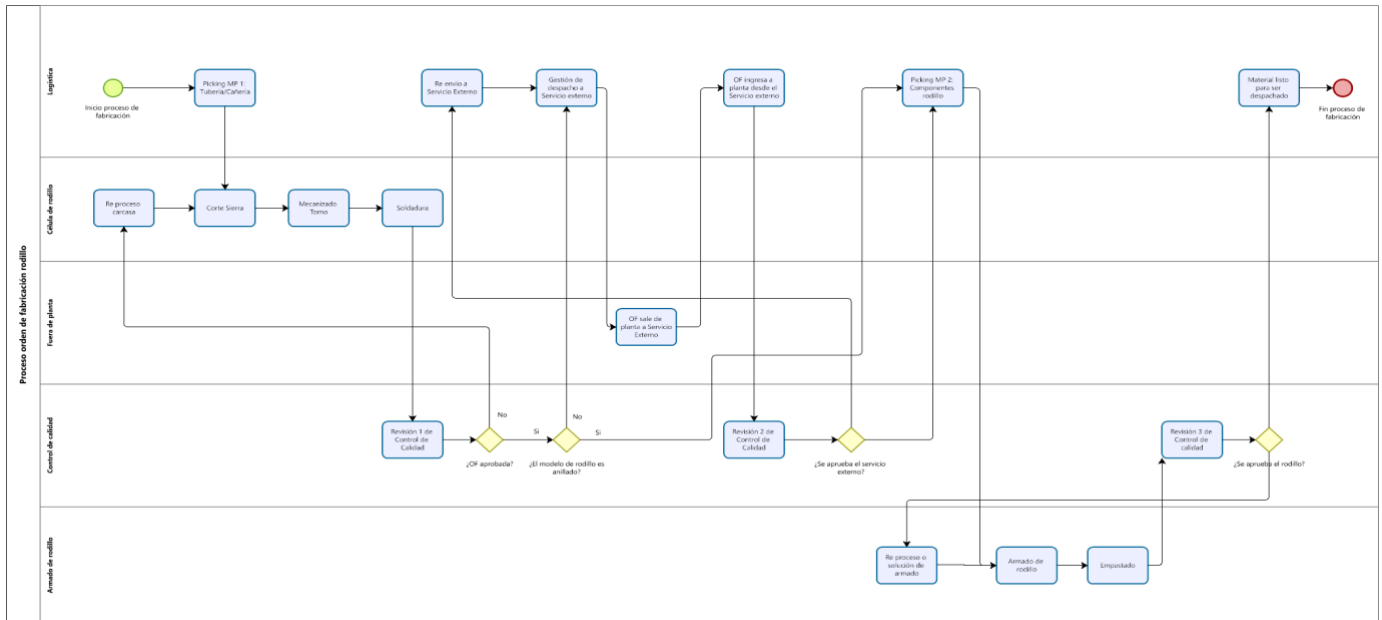 Proceso orden de fabricación rodillo
Logística
Inicio proceso de
fabricación
Picking MP 1:
Tubería/Cañería
Re envio a
Servicio Externo
Gestión de
despacho a
Servicio externo
OF ingresa a
planta desde el
Servicio externo
Picking MP 2:
Componentes
rodillo
Material listo
para ser
despachado
Fin proceso de
fabricación
Célula de rodillo
Re proceso
carcasa
Corte Sierra
Mecanizado
Torno
Soldadura
Fuera de planta
OF sale de
planta a Servicio
Externo
Control de calidad
Revisión 1 de
Control de
Calidad
No
¿OF aprobada?
Si
No
¿El modelo de rodillo es
anillado?
Si
Revisión 2 de
Control de
Calidad
¿Se aprueba el servicio
externo?
Revisión 3 de
Control de
calidad
¿Se aprueba el rodillo?
Armado de rodillo
Re proceso o
solución de
armado
Armado de
rodillo
Empastado